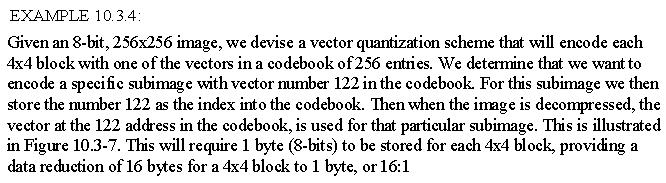 EXAMPLE 10.3.4:
Given an 8-bit, 256x256 image, we devise a vector quantization scheme that will encode each
4x4 block with one of the vectors in a codebook of 256 entries. We determine that we want to
encode a specific subimage with vector number 122 in the codebook. For this subimage we then
store the number 122 as the index into the codebook. Then when the image is decompressed, the
vector at the 122 address in the codebook, is used for that particular subimage. This is illustrated
in Figure 10.3-7. This will require 1 byte (8-bits) to be stored for each 4x4 block, providing a
data reduction of 16 bytes for a 4x4 block to 1 byte, or 16:1